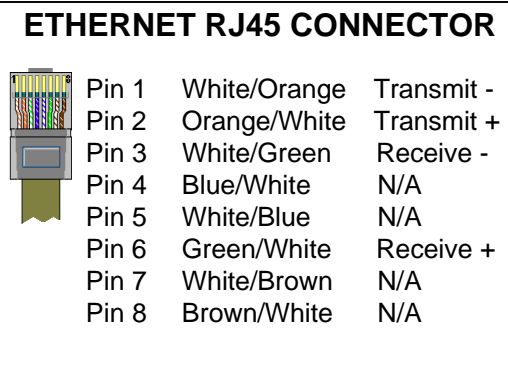 ETHERNET RJ45 CONNECTOR
1 8
Pin 1 White/Orange Transmit -
Pin 2 Orange/White Transmit +
Pin 3 White/Green Receive -
Pin 4 Blue/White N/A
Pin 5 White/Blue N/A
Pin 6 Green/White Receive +
Pin 7 White/Brown N/A
Pin 8 Brown/White N/A